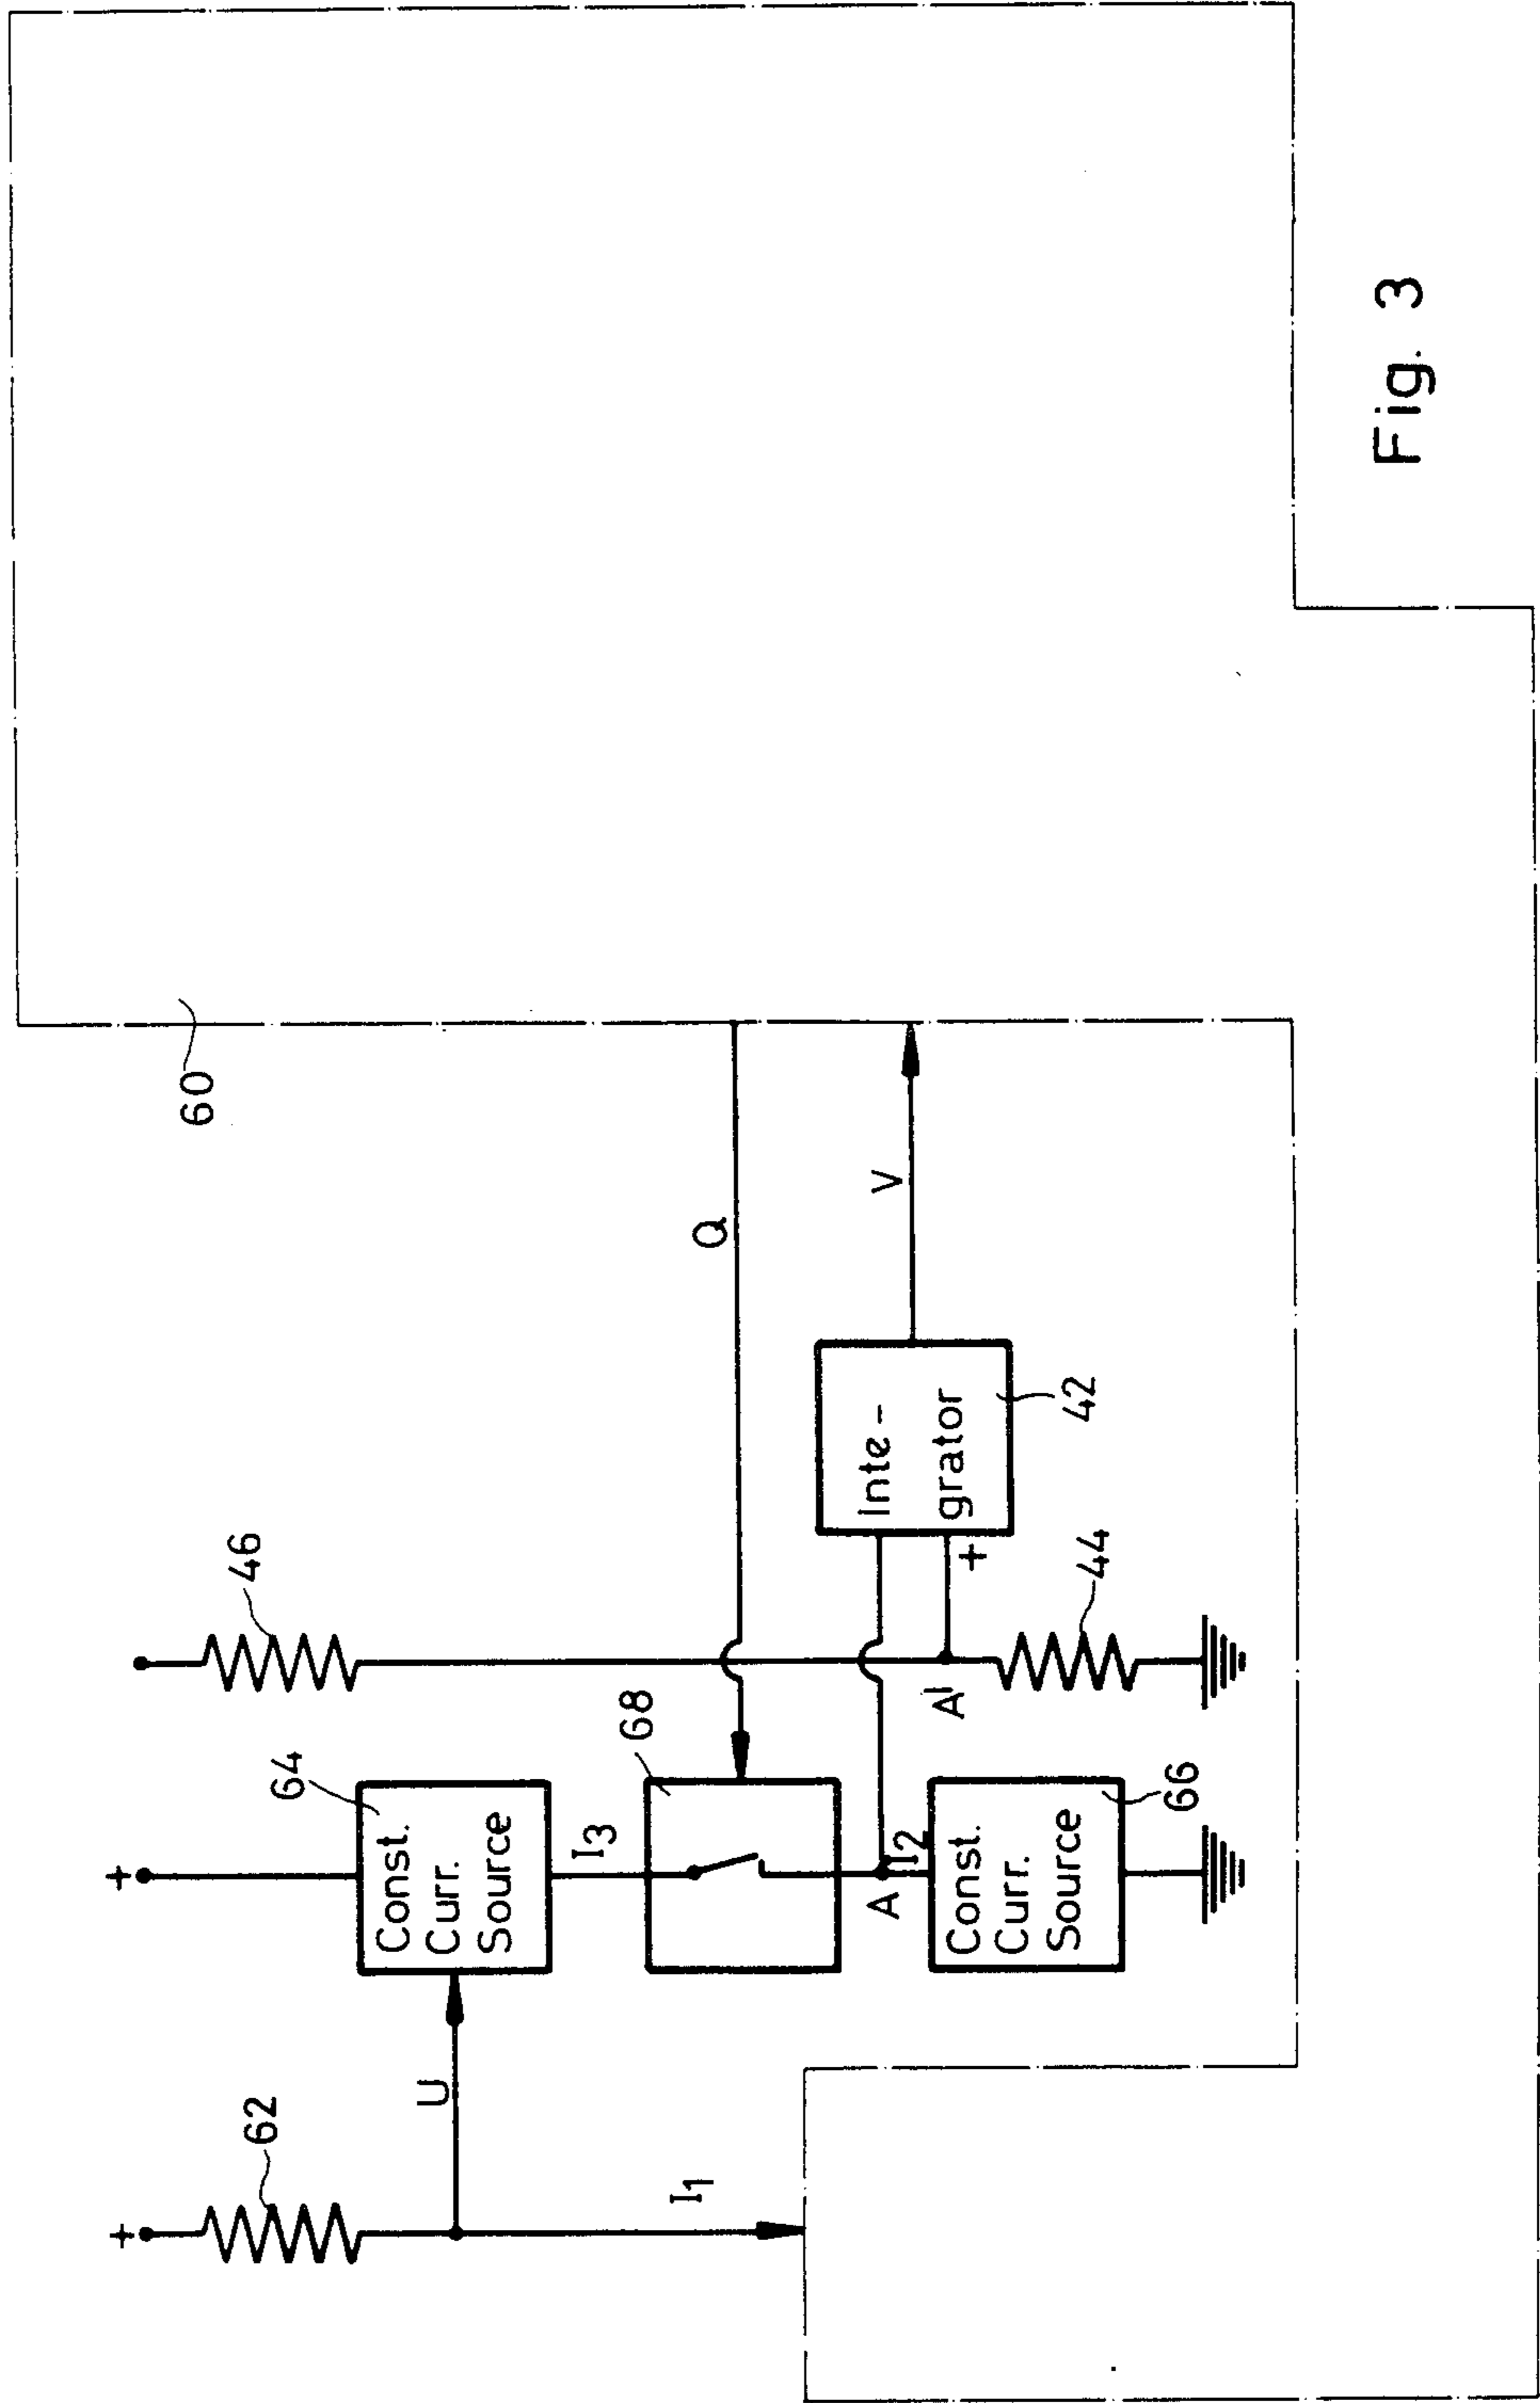 60
+
62
U
I1
+
64
Const.
Curr.
Source
I3
68
46
Q
A
I2
A'
Const.
Curr.
Source
66
+
44
Inte-
grator
42
V
Fig. 3